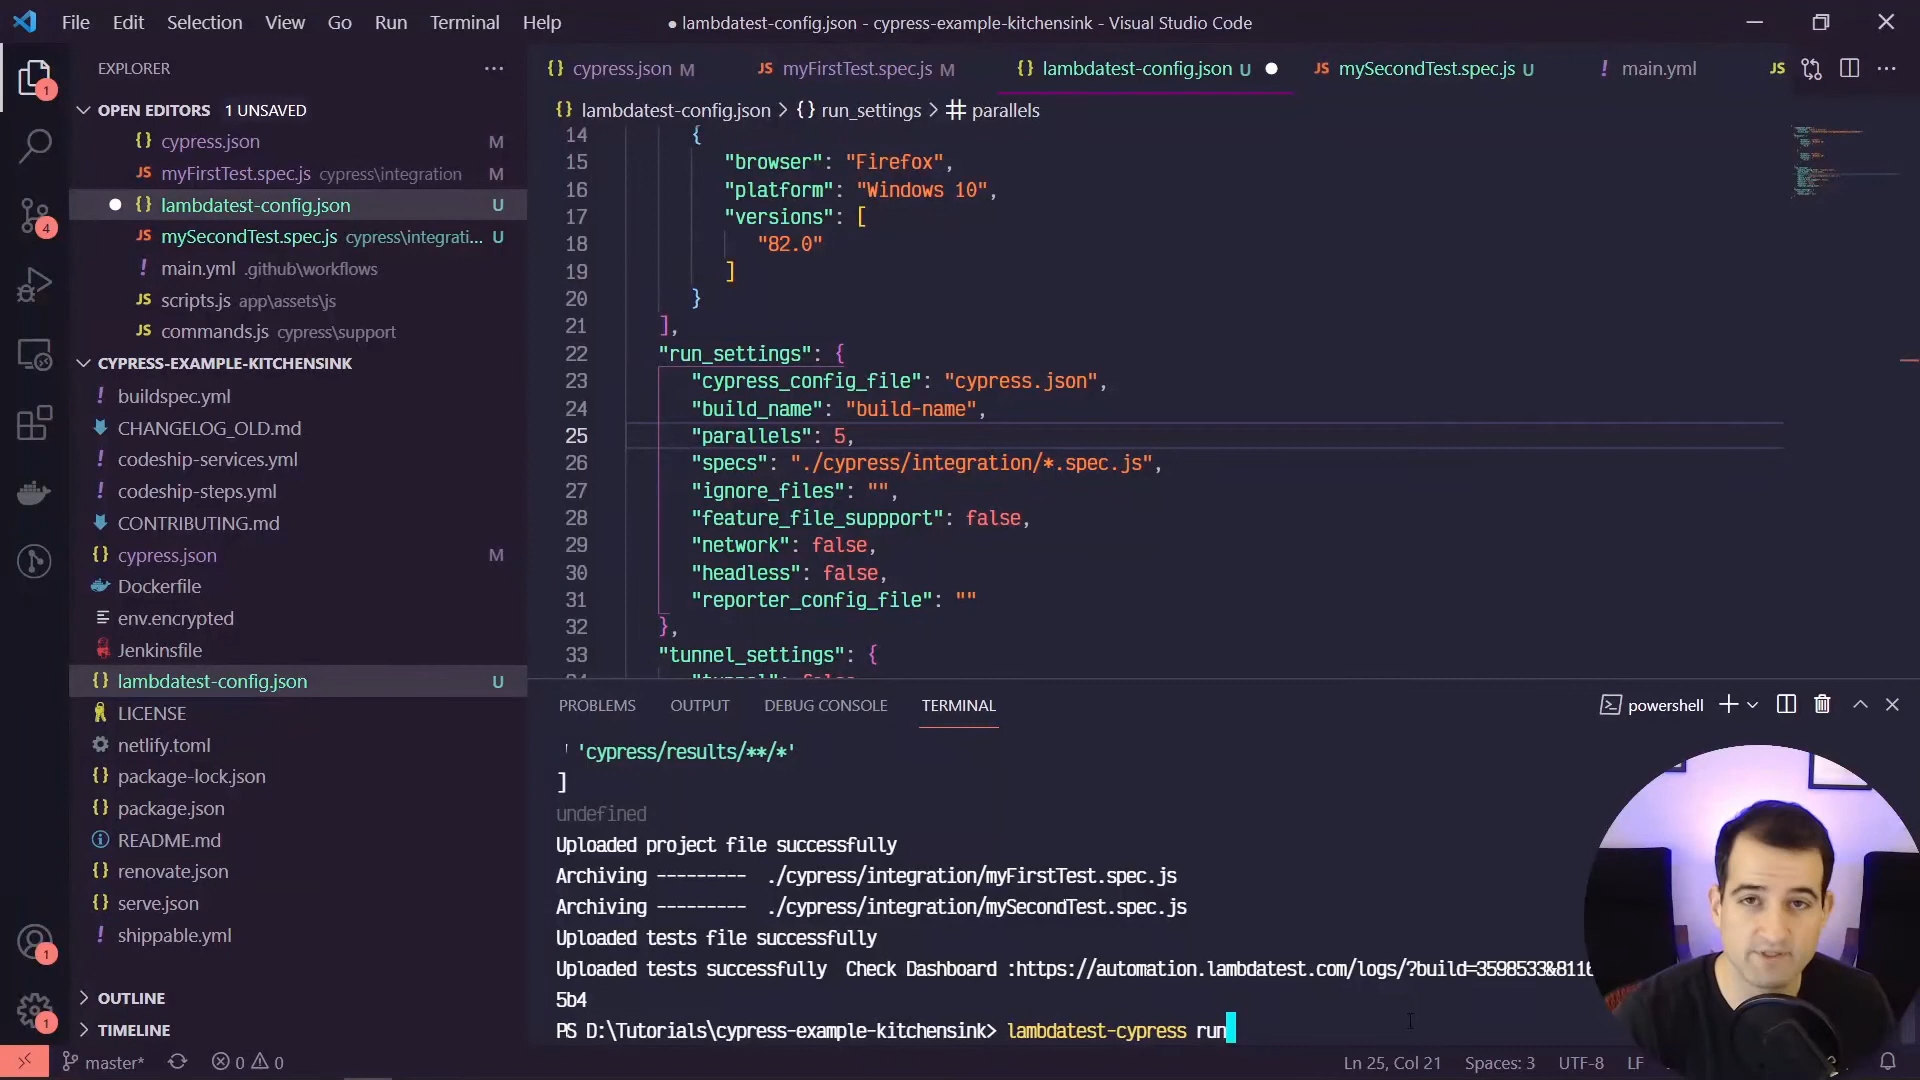 File Edit Selection View Go Run Terminal Help
● lambdatest-config.json - cypress-example-kitchensink - Visual Studio Code
EXPLORER
OPEN EDITORS 1 UNSAVED
cypress.json M
myFirstTest.spec.js cypress\integration M
lambdatest-config.json U
mySecondTest.spec.js cypress\integrati... U
main.yml .github\workflows
scripts.js app\assets\js
commands.js cypress\support
CYPRESS-EXAMPLE-KITCHENSINK
buildspec.yml
CHANGELOG_OLD.md
codeship-services.yml
codeship-steps.yml
CONTRIBUTING.md
cypress.json M
Dockerfile
env.encrypted
Jenkinsfile
lambdatest-config.json U
LICENSE
netlify.toml
package-lock.json
package.json
README.md
renovate.json
serve.json
shippable.yml
OUTLINE
TIMELINE
cypress.json M myFirstTest.spec.js M lambdatest-config.json U mySecondTest.spec.js U main.yml
lambdatest-config.json > {} run_settings > # parallels
14 {
15 "browser": "Firefox",
16 "platform": "Windows 10",
17 "versions": [
18 "82.0"
19 ]
20 }
21 ],
22 "run_settings": {
23 "cypress_config_file": "cypress.json",
24 "build_name": "build-name",
25 "parallels": 5,
26 "specs": "./cypress/integration/*.spec.js",
27 "ignore_files": "",
28 "feature_file_suppport": false,
29 "network": false,
30 "headless": false,
31 "reporter_config_file": ""
32 },
33 "tunnel_settings": {
PROBLEMS OUTPUT DEBUG CONSOLE TERMINAL
powershell
'cypress/results/**/*'
]
undefined
Uploaded project file successfully
Archiving --------- ./cypress/integration/myFirstTest.spec.js
Archiving --------- ./cypress/integration/mySecondTest.spec.js
Uploaded tests file successfully
Uploaded tests successfully Check Dashboard :https://automation.lambdatest.com/logs/?build=3598533&811
5b4
PS D:\Tutorials\cypress-example-kitchensink> lambdatest-cypress run
master* 0 0
Ln 25, Col 21 Spaces: 3 UTF-8 LF